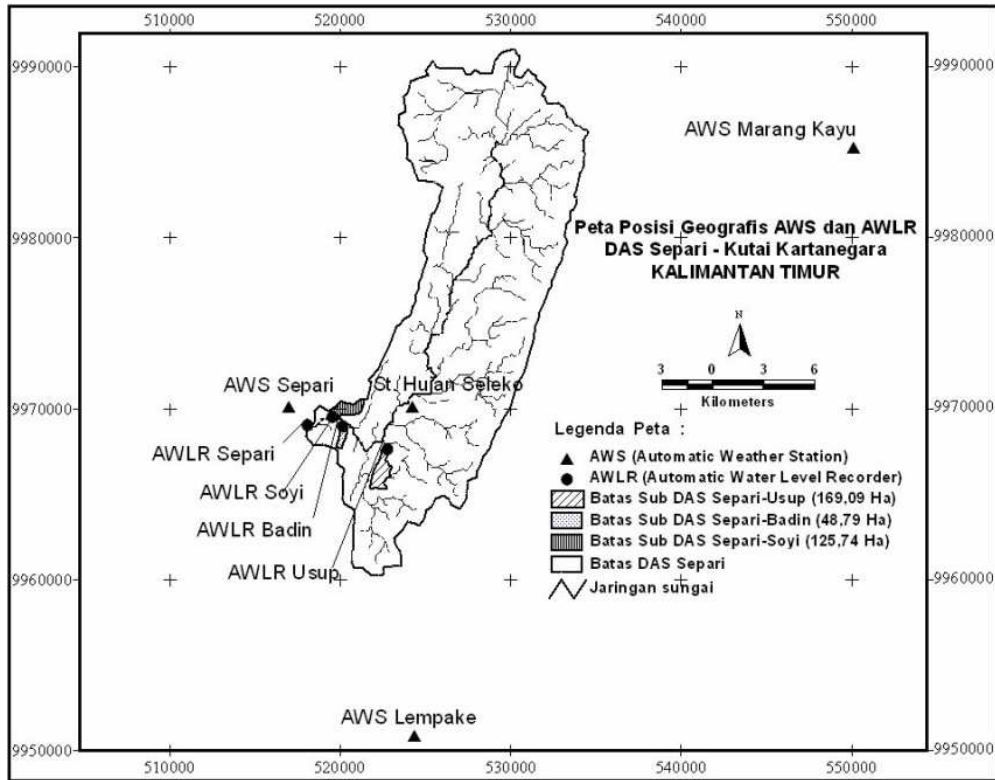 510000 520000 530000 540000 550000
9990000 9990000
AWS Marang Kayu
Peta Posisi Geografis AWS dan AWLR
DAS Separi - Kutai Kartanegara
KALIMANTAN TIMUR
9980000 9980000
N
3 0 3 6
Kilometers
AWS Separi
St. Hujan Seleko
9970000 9970000
AWLR Separi
AWLR Soyi
AWLR Badin
AWLR Usup
Legenda Peta :
AWS (Automatic Weather Station)
AWLR (Automatic Water Level Recorder)
Batas Sub DAS Separi-Usup (169,09 Ha)
Batas Sub DAS Separi-Badin (48,79 Ha)
Batas Sub DAS Separi-Soyi (125,74 Ha)
Batas DAS Separi
Jaringan sungai
9960000 9960000
AWS Lempake
9950000 9950000
510000 520000 530000 540000 550000